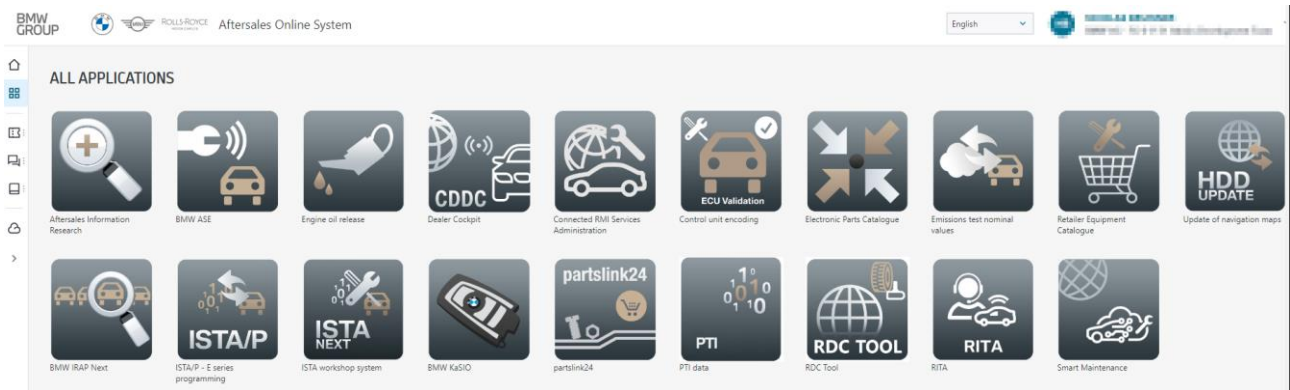 BMW
GROUP
ROLLS-ROYCE
Aftersales Online System
English
ALL APPLICATIONS
CDDC
ECU Validation
HDD
UPDATE
Aftersales Information
Research
BMW ASE
Engine oil release
Dealer Cockpit
Connected RMI Services
Administration
Control unit encoding
Electronic Parts Catalogue
Emissions test nominal
values
Retailer Equipment
Catalogue
Update of navigation maps
ISTA/P
ISTA
NEXT
partslink24
PTI
RDC TOOL
RITA
BMW IRAP Next
ISTA/P - E series
programming
ISTA workshop system
BMW KaSIO
partslink24
PTI data
RDC Tool
RITA
Smart Maintenance